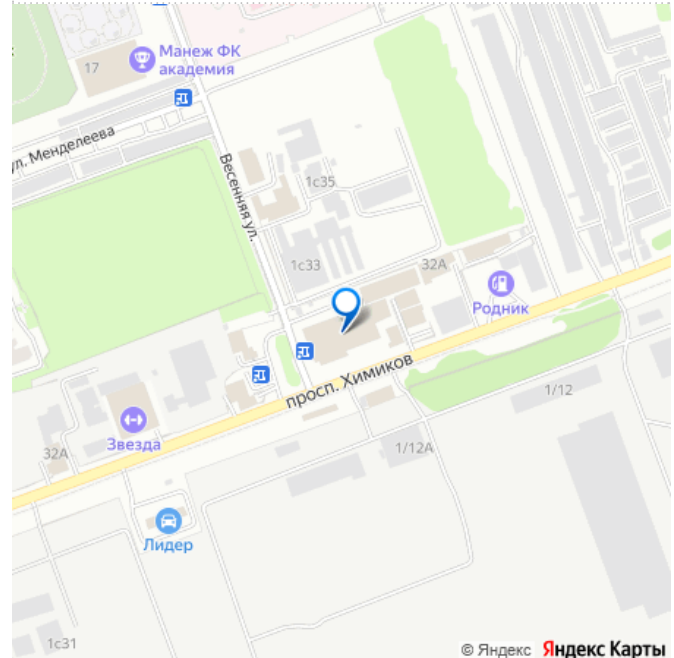 Манеж ФК
академия
17
ул. Менделеева
Весенняя ул.
1с35
1с33
32А
Родник
просп. Химиков
1/12
Звезда
32А
1/12А
Лидер
1с31
© Яндекс Яндекс Карты